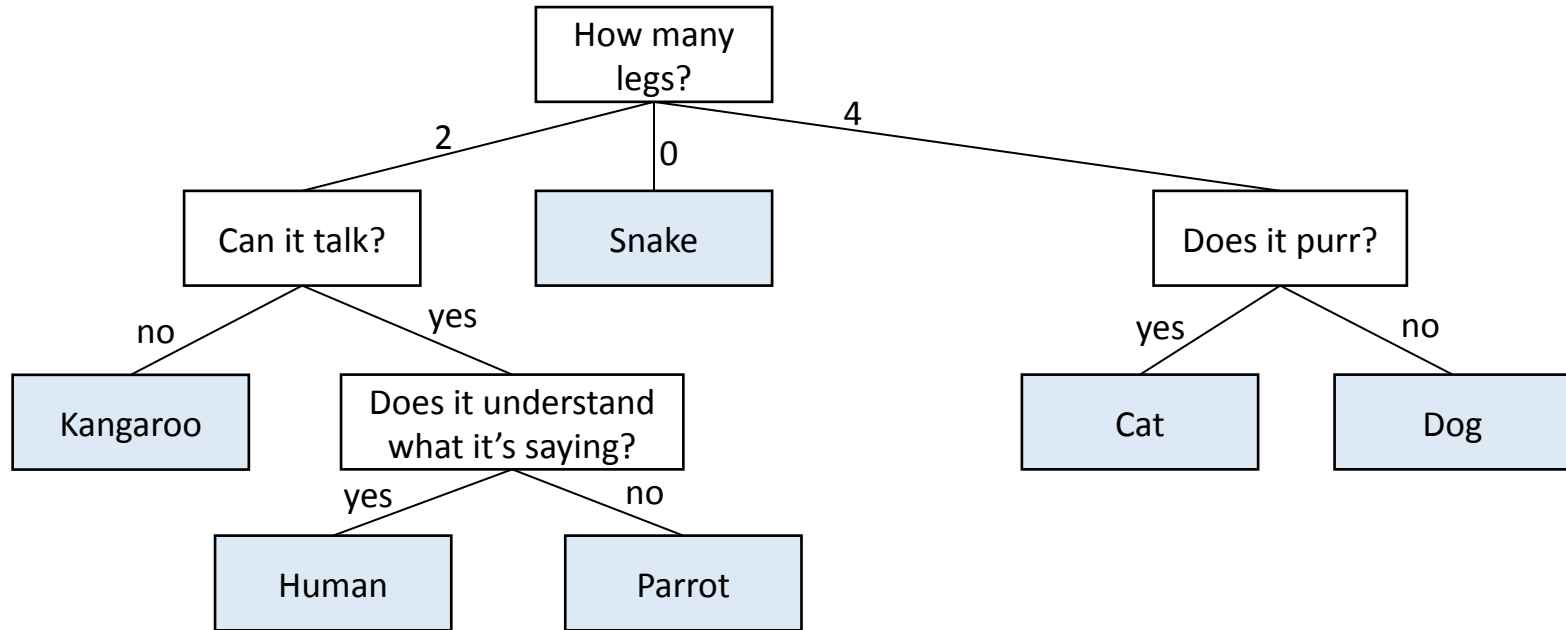 How many
legs?
2
0
4
Can it talk?
Snake
Does it purr?
no
yes
yes
no
Kangaroo
Does it understand
what it’s saying?
Cat
Dog
yes
no
Human
Parrot